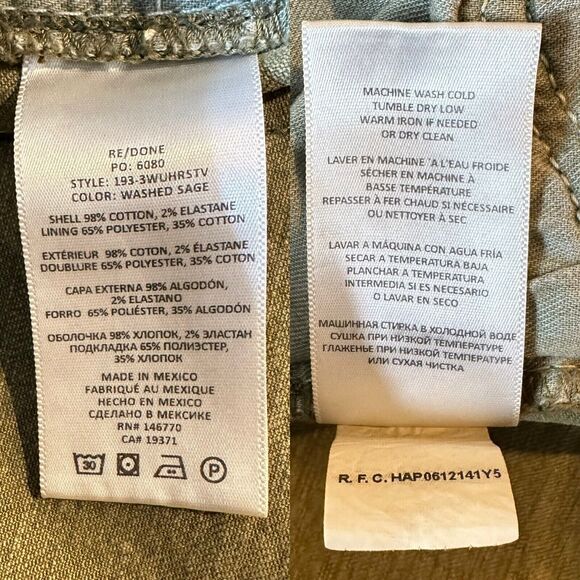 RE/DONE
PO: 6080
STYLE: 193-3WUHRSTV
COLOR: WASHED SAGE
SHELL 98% COTTON, 2% ELASTANE
LINING 65% POLYESTER, 35% COTTON
EXTÉRIEUR 98% COTON, 2% ELASTANE
DOUBLURE 65% POLYESTER, 35% COTON
CAPA EXTERNA 98% ALGODÓN,
2% ELASTANO
FORRO 65% POLIÉSTER, 35% ALGODÓN
ОБОЛОЧКА 98% ХЛОПОК, 2% ЭЛАСТАН
ПОДКЛАДКА 65% ПОЛИЭСТЕР,
35% ХЛОПОК
MADE IN MEXICO
FABRIQUÉ AU MEXIQUE
HECHO EN MEXICO
СДЕЛАНО В МЕКСИКЕ
RN# 146770
CA# 19371
30 P
MACHINE WASH COLD
TUMBLE DRY LOW
WARM IRON IF NEEDED
OR DRY CLEAN
LAVER EN MACHINE `A L'EAU FROIDE
SÉCHER EN MACHINE À
BASSE TEMPÉRATURE
REPASSER À FER CHAUD SI NÉCESSAIRE
OU NETTOYER À SEC
LAVAR A MÁQUINA CON AGUA FRÍA
SECAR A TEMPERATURA BAJA
PLANCHAR A TEMPERATURA
INTERMEDIA SI ES NECESARIO
O LAVAR EN SECO
МАШИННАЯ СТИРКА В ХОЛОДНОЙ ВОДЕ
СУШКА ПРИ НИЗКОЙ ТЕМПЕРАТУРЕ
ГЛАЖЕНЬЕ ПРИ НИЗКОЙ ТЕМПЕРАТУРЕ
ИЛИ СУХАЯ ЧИСТКА
R. F. C. HAP0612141Y5